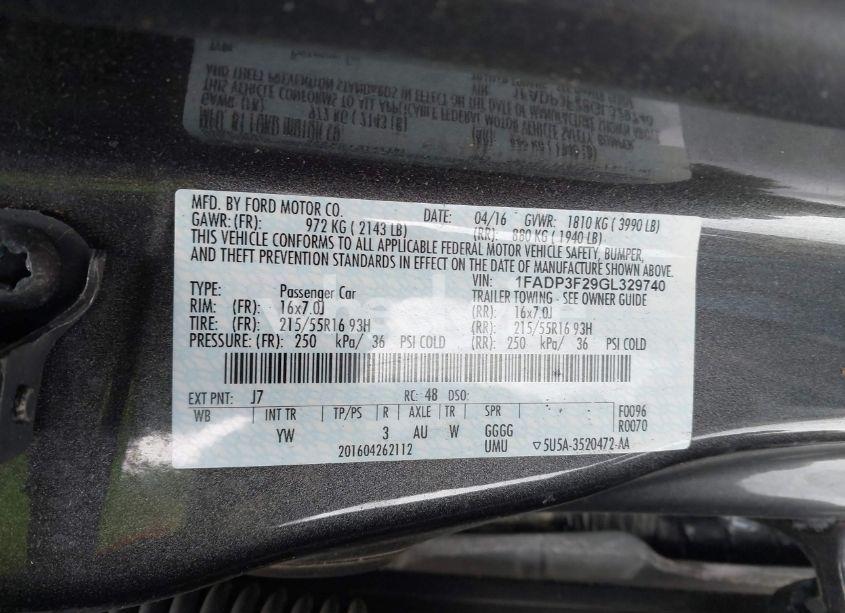 MFD. BY FORD MOTOR CO. DATE: 04/16 GVWR: 1810 KG ( 3990 LB)
GAWR: (FR): 972 KG ( 2143 LB) (RR): 880 KG ( 1940 LB)
THIS VEHICLE CONFORMS TO ALL APPLICABLE FEDERAL MOTOR VEHICLE SAFETY, BUMPER,
AND THEFT PREVENTION STANDARDS IN EFFECT ON THE DATE OF MANUFACTURE SHOWN ABOVE.
VIN: 1FADP3F29GL329740
TYPE: Passenger Car TRAILER TOWING - SEE OWNER GUIDE
RIM: (FR): 16x7.0J (RR): 16x7.0J
TIRE: (FR): 215/55R16 93H (RR): 215/55R16 93H
PRESSURE: (FR): 250 kPa/ 36 PSI COLD (RR): 250 kPa/ 36 PSI COLD
EXT PNT: J7 RC: 48 DSO: F0096
WB INT TR TP/PS R AXLE TR SPR R0070
YW 3 AU W GGGG
201604262112 UMU ▽5U5A-3520472-AA